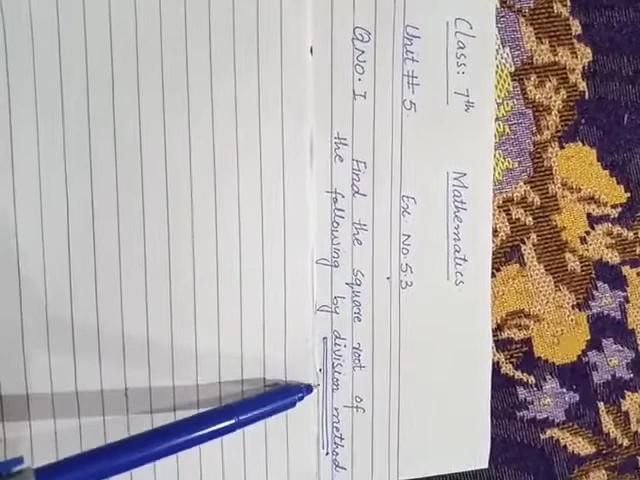 Class: 7th Mathematics
Unit # 5. Ex No. 5.3
Q No. I Find the square root of
the following by division method